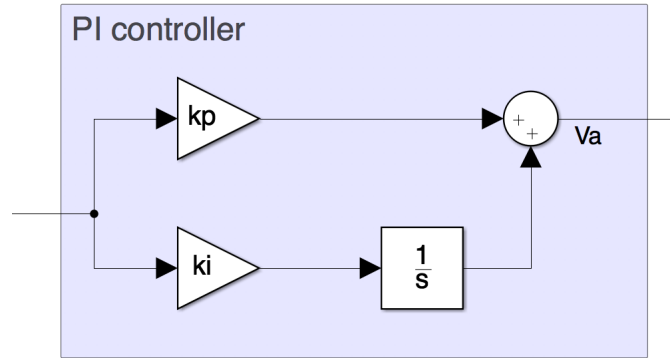 PI controller
kp
+
+
Va
ki
1
s